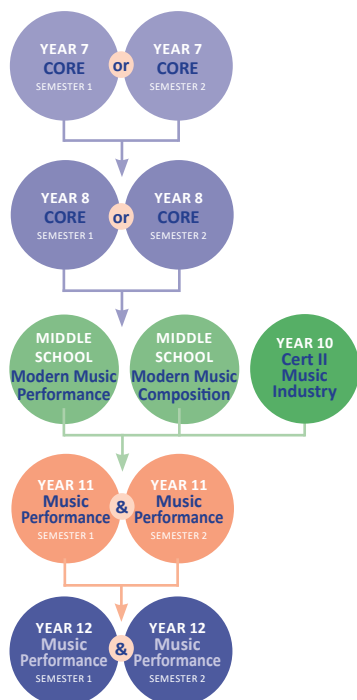 YEAR 7
CORE
SEMESTER 1
or
YEAR 7
CORE
SEMESTER 2
YEAR 8
CORE
SEMESTER 1
or
YEAR 8
CORE
SEMESTER 2
MIDDLE
SCHOOL
Modern Music
Performance
MIDDLE
SCHOOL
Modern Music
Composition
YEAR 10
Cert II
Music
Industry
YEAR 11
Music
Performance
SEMESTER 1
&
YEAR 11
Music
Performance
SEMESTER 2
YEAR 12
Music
Performance
SEMESTER 1
&
YEAR 12
Music
Performance
SEMESTER 2